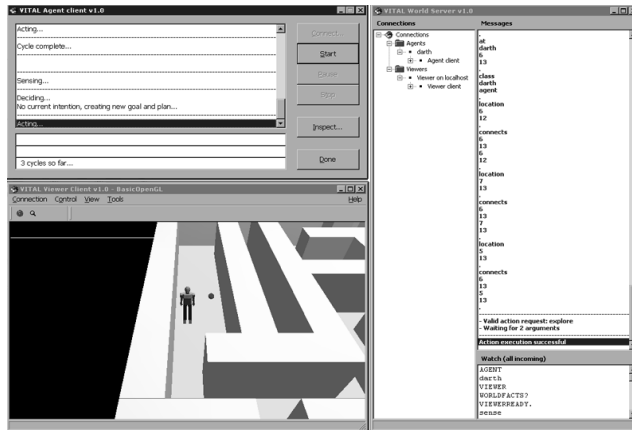 VITAL Agent client v1.0
Acting...
Cycle complete...
Sensing...
Deciding...
No current intention, creating new goal and plan...
Acting...
3 cycles so far...
Connect...
Start
Pause
Stop
Inspect...
Done
VITAL Viewer Client v1.0 - BasicOpenGL
Connection Control View Tools Help
VITAL World Server v1.0
Connections
Connections
Agents
darth
Agent client
Viewers
Viewer on localhost
Viewer client
Messages
.
at
darth
6
13
.
class
darth
agent
.
location
6
12
.
connects
6
13
6
12
.
location
7
13
.
connects
6
13
7
13
.
location
5
13
.
connects
6
13
5
13
.
- Valid action request: explore
- Waiting for 2 arguments
Action execution successful
Watch (all incoming)
AGENT
darth
VIEWER
WORLDFACTS?
VIEWERREADY.
sense